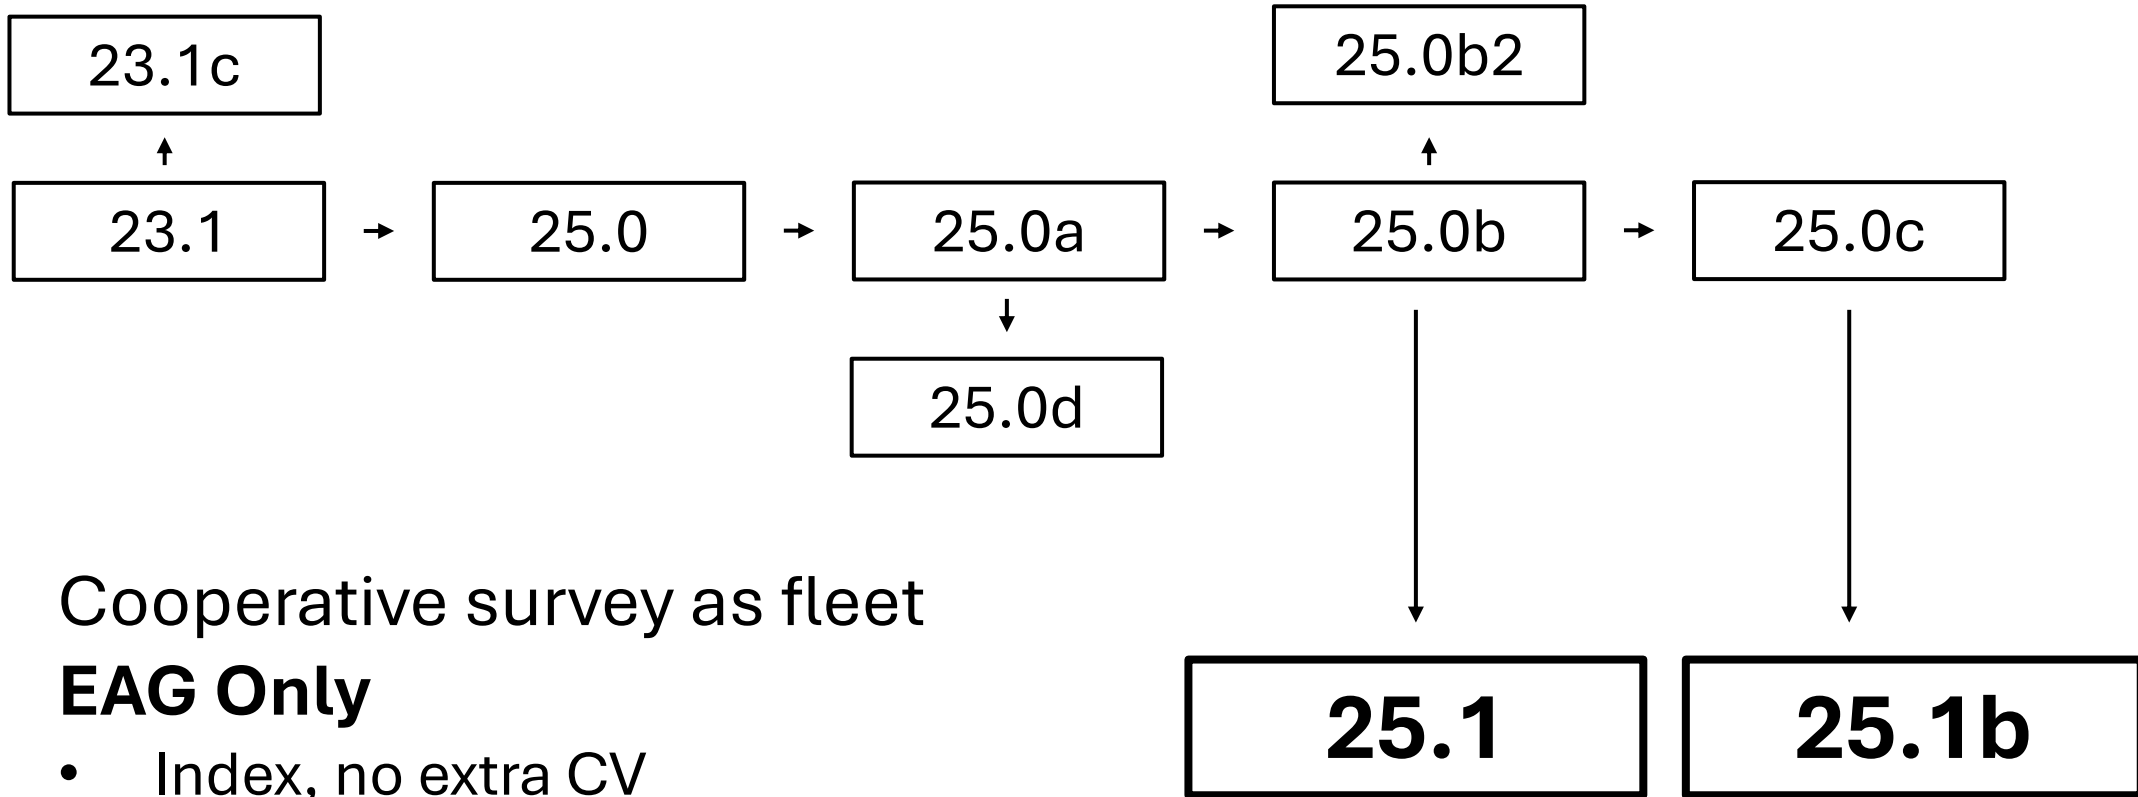 23.1c
25.0b2
23.1
25.0
25.0a
25.0b
25.0c
25.0d
Cooperative survey as fleet
EAG Only
• Index, no extra CV
25.1
25.1b